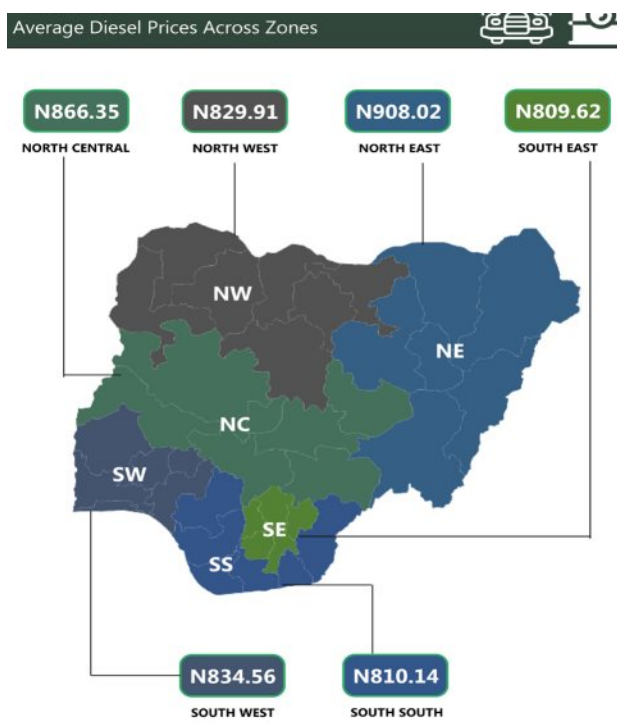 Average Diesel Prices Across Zones
N866.35 N829.91 N908.02 N809.62
NORTH CENTRAL NORTH WEST NORTH EAST SOUTH EAST
NW
NE
NC
SW
SE
SS
N834.56 N810.14
SOUTH WEST SOUTH SOUTH